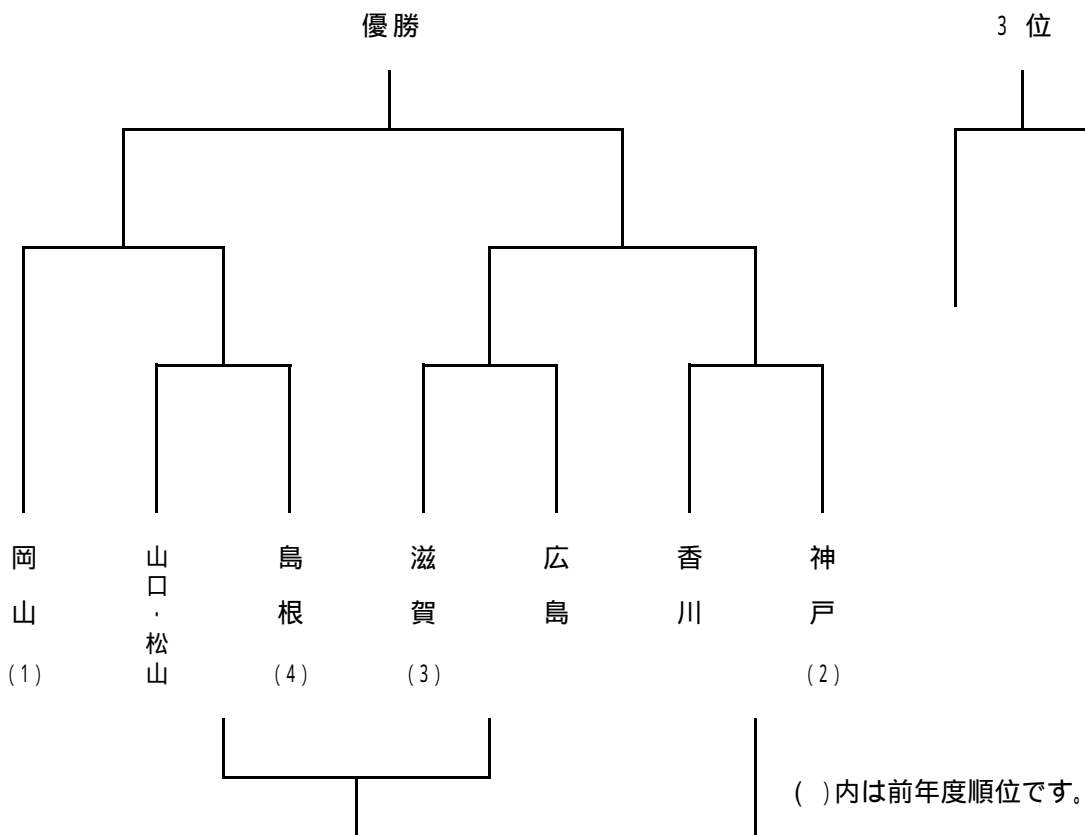 優勝
3 位
岡山
(1)
山口・松山
島根
(4)
滋賀
(3)
広島
香川
神戸
(2)
( )内は前年度順位です。